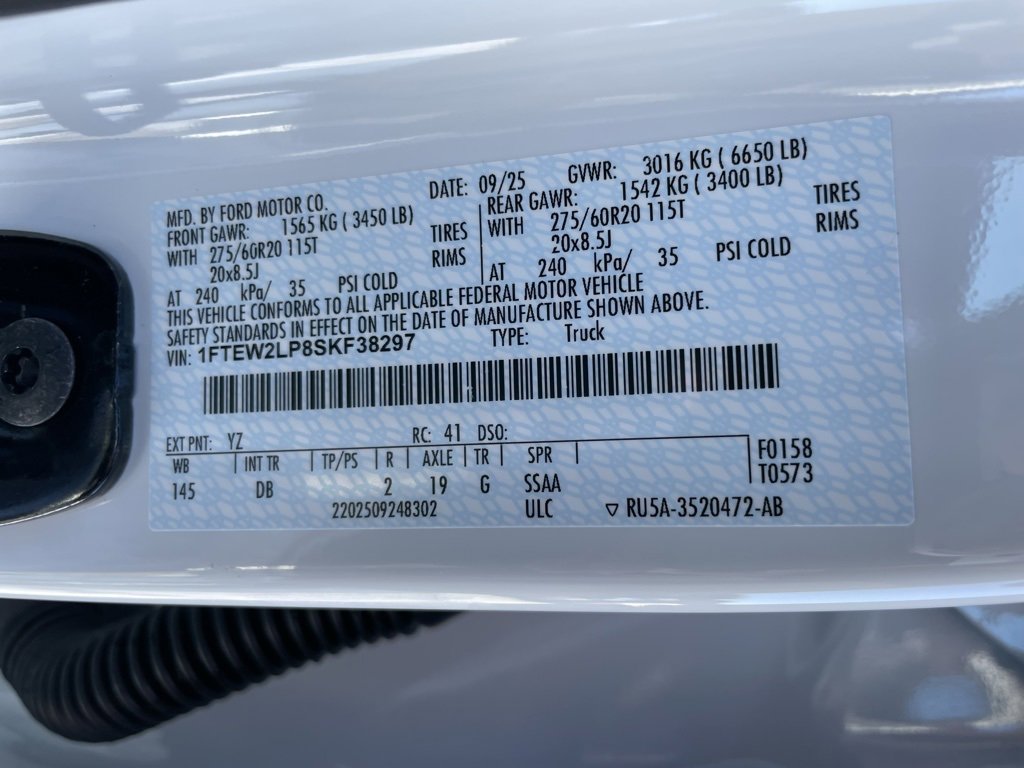 MFD. BY FORD MOTOR CO. DATE: 09/25 GVWR: 3016 KG ( 6650 LB)
FRONT GAWR: 1565 KG ( 3450 LB) REAR GAWR: 1542 KG ( 3400 LB)
WITH 275/60R20 115T TIRES WITH 275/60R20 115T TIRES
20x8.5J RIMS 20x8.5J RIMS
AT 240 kPa/ 35 PSI COLD AT 240 kPa/ 35 PSI COLD
THIS VEHICLE CONFORMS TO ALL APPLICABLE FEDERAL MOTOR VEHICLE
SAFETY STANDARDS IN EFFECT ON THE DATE OF MANUFACTURE SHOWN ABOVE.
VIN: 1FTEW2LP8SKF38297 TYPE: Truck
EXT PNT: YZ RC: 41 DSO:
WB INT TR TP/PS R AXLE TR SPR F0158
145 DB 2 19 G SSAA T0573
2202509248302 ULC ▽ RU5A-3520472-AB